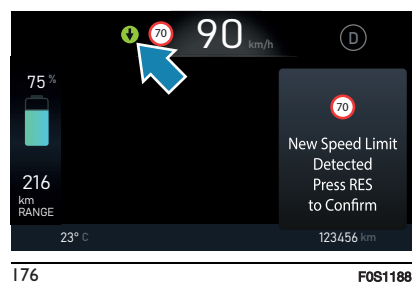 70 90 km/h D
75 %
70
New Speed Limit
Detected
Press RES
to Confirm
216
km
RANGE
23° C 123456 km
176 F0S1188